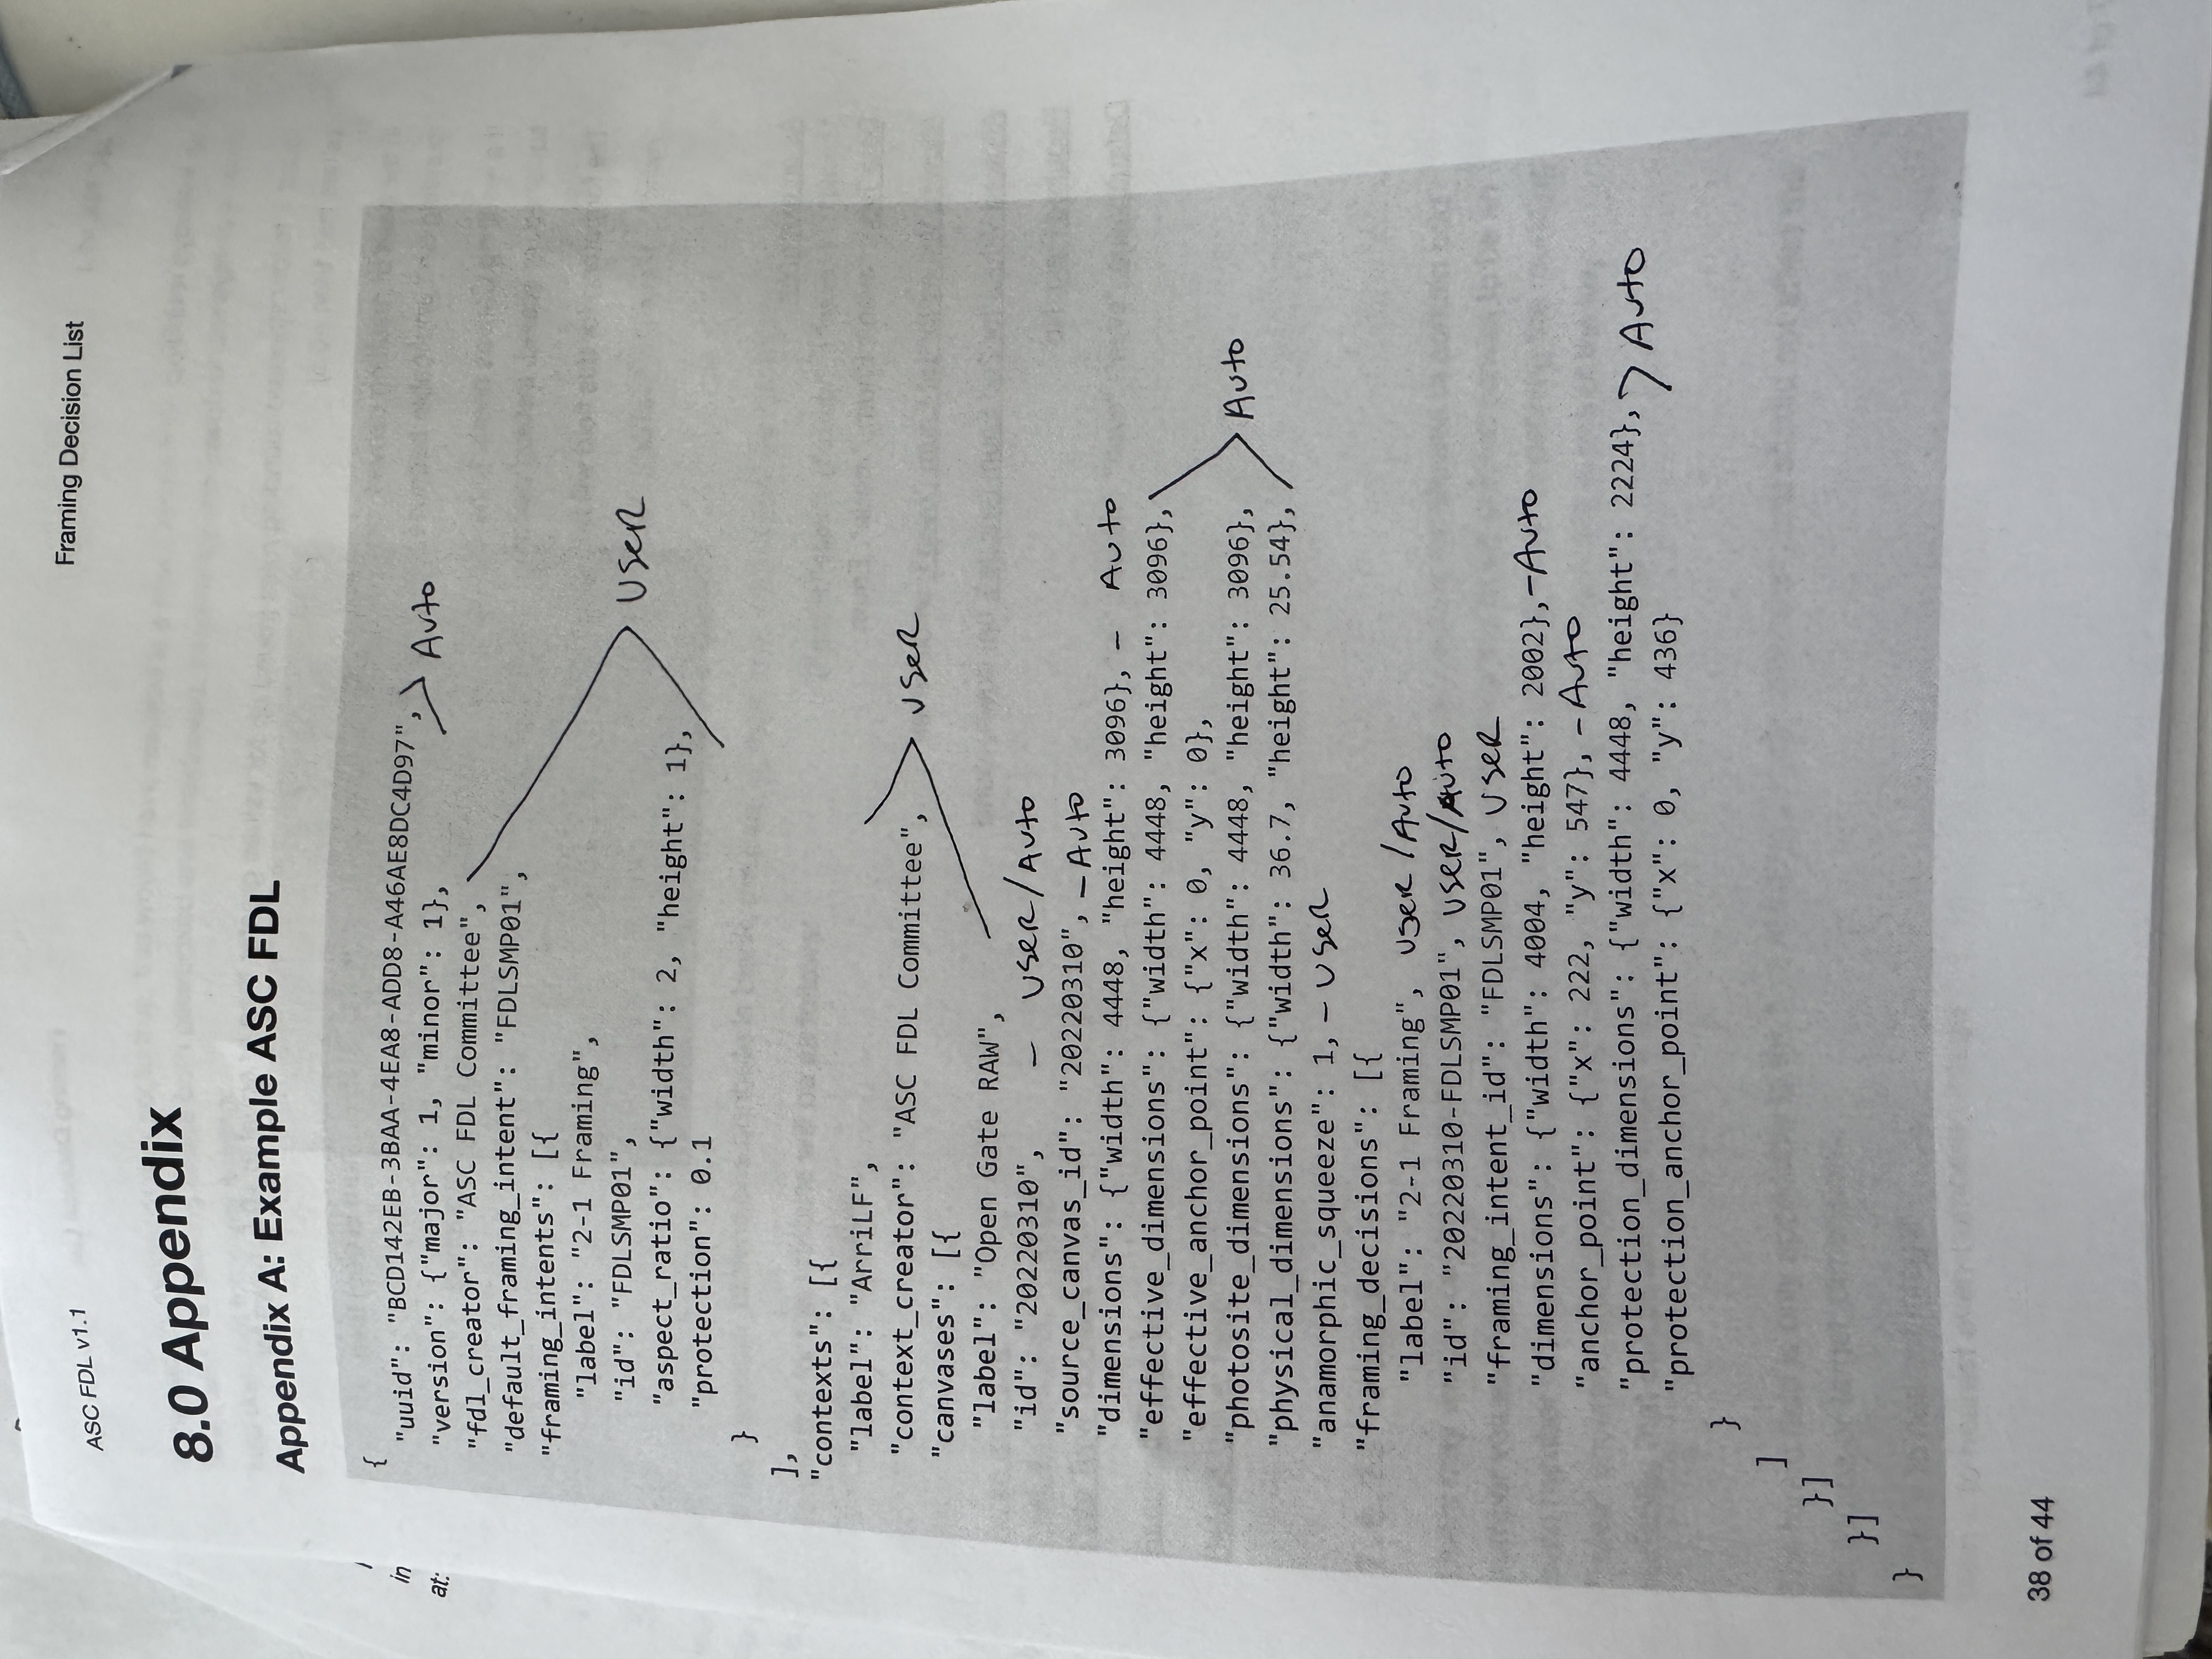 ASC FDL v1.1 Framing Decision List
8.0 Appendix
Appendix A: Example ASC FDL
in
at:
{
"uuid": "BCD142EB-3BAA-4EA8-ADD8-A46AE8DC4D97", Auto
"version": {"major": 1, "minor": 1},
"fdl_creator": "ASC FDL Committee",
"default_framing_intent": "FDLSMP01",
"framing_intents": [{
"label": "2-1 Framing",
"id": "FDLSMP01", USER
"aspect_ratio": {"width": 2, "height": 1},
"protection": 0.1
}
],
"contexts": [{
"label": "ArriLF",
"context_creator": "ASC FDL Committee", USER
"canvases": [{
"label": "Open Gate RAW",
"id": "20220310", - USER/AUTO
"source_canvas_id": "20220310", - AUTO
"dimensions": {"width": 4448, "height": 3096}, - AUTO
"effective_dimensions": {"width": 4448, "height": 3096},
"effective_anchor_point": {"x": 0, "y": 0},
"photosite_dimensions": {"width": 4448, "height": 3096}, AUTO
"physical_dimensions": {"width": 36.7, "height": 25.54},
"anamorphic_squeeze": 1, - USER
"framing_decisions": [{
"label": "2-1 Framing", USER/AUTO
"id": "20220310-FDLSMP01", USER/AUTO
"framing_intent_id": "FDLSMP01", USER
"dimensions": {"width": 4004, "height": 2002}, - AUTO
"anchor_point": {"x": 222, "y": 547}, - AUTO
"protection_dimensions": {"width": 4448, "height": 2224}, AUTO
"protection_anchor_point": {"x": 0, "y": 436}
}
]
}]
}]
}
38 of 44